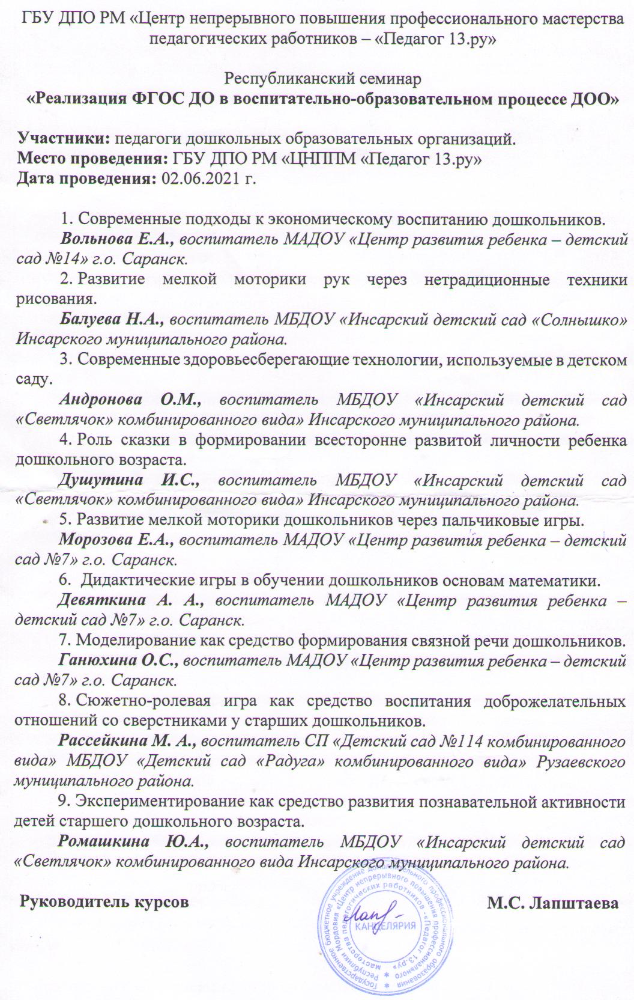 ГБУ ДПО РМ «Центр непрерывного повышения профессионального мастерства
педагогических работников – «Педагог 13.ру»
Республиканский семинар
«Реализация ФГОС ДО в воспитательно-образовательном процессе ДОО»
Участники: педагоги дошкольных образовательных организаций.
Место проведения: ГБУ ДПО РМ «ЦНППМ «Педагог 13.ру»
Дата проведения: 02.06.2021 г.
1. Современные подходы к экономическому воспитанию дошкольников.
Вольнова Е.А., воспитатель МАДОУ «Центр развития ребенка – детский
сад №14» г.о. Саранск.
2. Развитие мелкой моторики рук через нетрадиционные техники
рисования.
Балуева Н.А., воспитатель МБДОУ «Инсарский детский сад «Солнышко»
Инсарского муниципального района.
3. Современные здоровьесберегающие технологии, используемые в детском
саду.
Андронова О.М., воспитатель МБДОУ «Инсарский детский сад
«Светлячок» комбинированного вида» Инсарского муниципального района.
4. Роль сказки в формировании всесторонне развитой личности ребенка
дошкольного возраста.
Душутина И.С., воспитатель МБДОУ «Инсарский детский сад
«Светлячок» комбинированного вида» Инсарского муниципального района.
5. Развитие мелкой моторики дошкольников через пальчиковые игры.
Морозова Е.А., воспитатель МАДОУ «Центр развития ребенка – детский
сад №7» г.о. Саранск.
6. Дидактические игры в обучении дошкольников основам математики.
Девяткина А. А., воспитатель МАДОУ «Центр развития ребенка –
детский сад №7» г.о. Саранск.
7. Моделирование как средство формирования связной речи дошкольников.
Ганюхина О.С., воспитатель МАДОУ «Центр развития ребенка – детский
сад №7» г.о. Саранск.
8. Сюжетно-ролевая игра как средство воспитания доброжелательных
отношений со сверстниками у старших дошкольников.
Рассейкина М. А., воспитатель СП «Детский сад №114 комбинированного
вида» МБДОУ «Детский сад «Радуга» комбинированного вида» Рузаевского
муниципального района.
9. Экспериментирование как средство развития познавательной активности
детей старшего дошкольного возраста.
Ромашкина Ю.А., воспитатель МБДОУ «Инсарский детский сад
«Светлячок» комбинированного вида Инсарского муниципального района.
Руководитель курсов М.С. Лапштаева
Государственное бюджетное учреждение дополнительного профессионального образования
Республики Мордовия «Центр непрерывного повышения профессионального
мастерства педагогических работников - «Педагог 13.ру»
КАНЦЕЛЯРИЯ